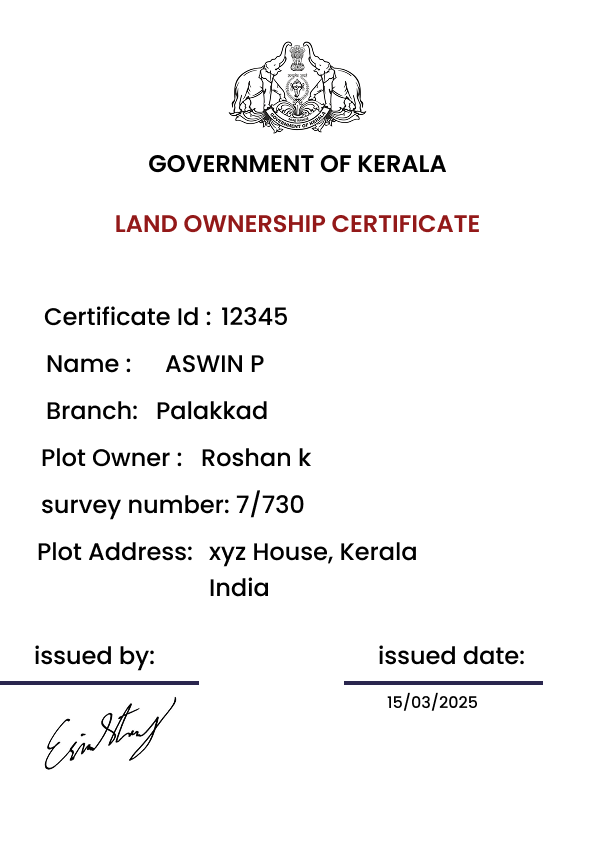 GOVERNMENT OF KERALA
LAND OWNERSHIP CERTIFICATE
Certificate Id : 12345
Name : ASWIN P
Branch: Palakkad
Plot Owner : Roshan k
survey number: 7/730
Plot Address: xyz House, Kerala
India
issued by: issued date:
15/03/2025